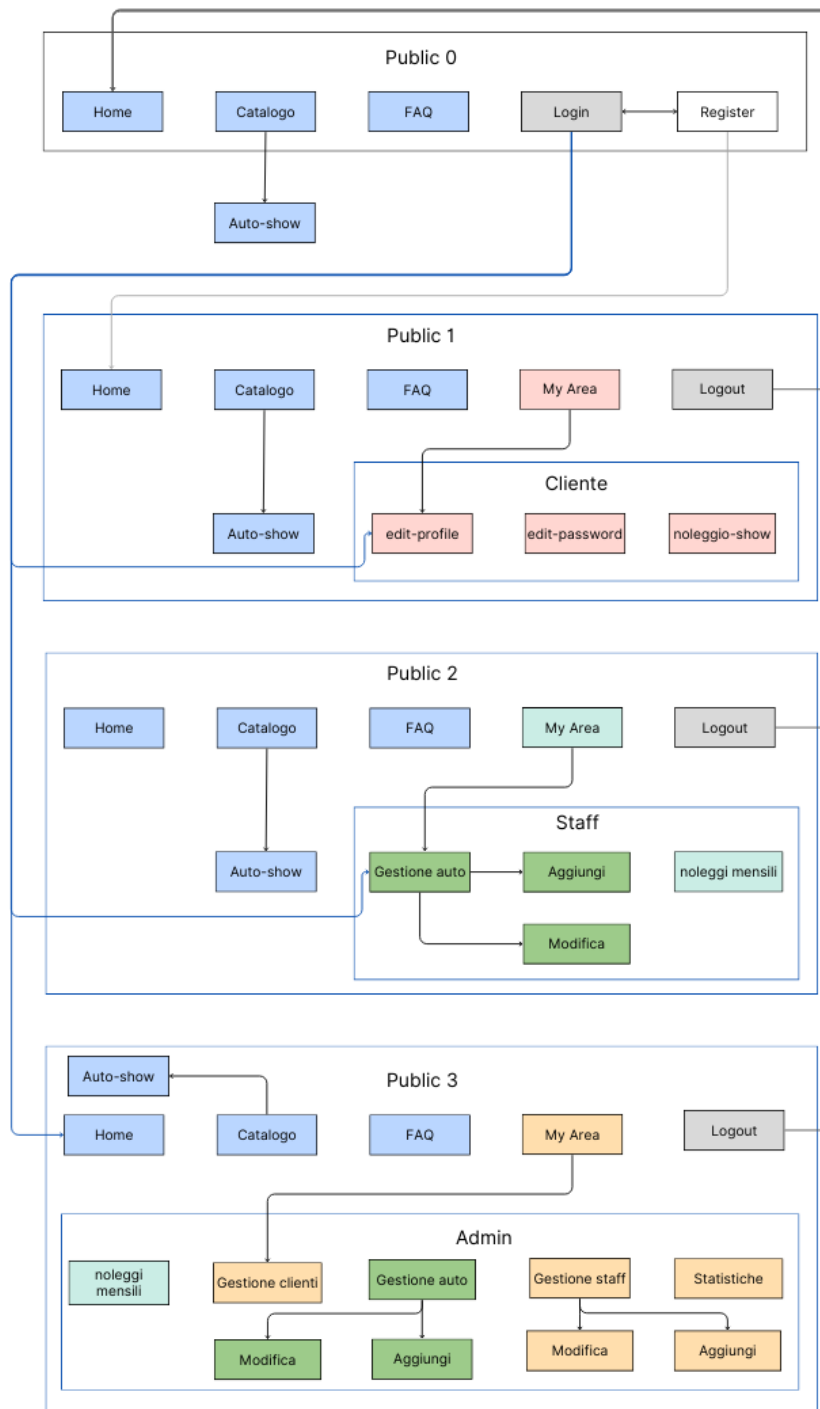 Public 0
Home
Catalogo
FAQ
Login
Register
Auto-show
Public 1
Home
Catalogo
FAQ
My Area
Logout
Cliente
Auto-show
edit-profile
edit-password
noleggio-show
Public 2
Home
Catalogo
FAQ
My Area
Logout
Staff
Auto-show
Gestione auto
Aggiungi
noleggi mensili
Modifica
Public 3
Auto-show
Home
Catalogo
FAQ
My Area
Logout
Admin
noleggi
mensili
Gestione clienti
Gestione auto
Gestione staff
Statistiche
Modifica
Aggiungi
Modifica
Aggiungi